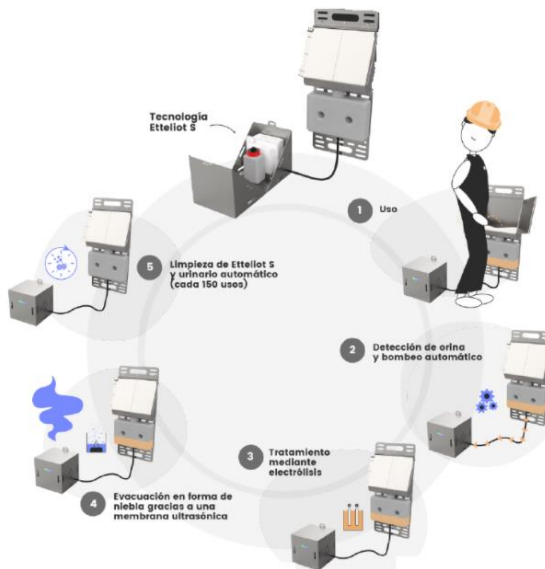 Tecnología
Etteliot S
1 Uso
2 Detección de orina
y bombeo automático
3 Tratamiento
mediante
electrólisis
4 Evacuación en forma de
niebla gracias a una
membrana ultrasónica
5 Limpieza de Etteliot S
y urinario automático
(cada 150 usos)